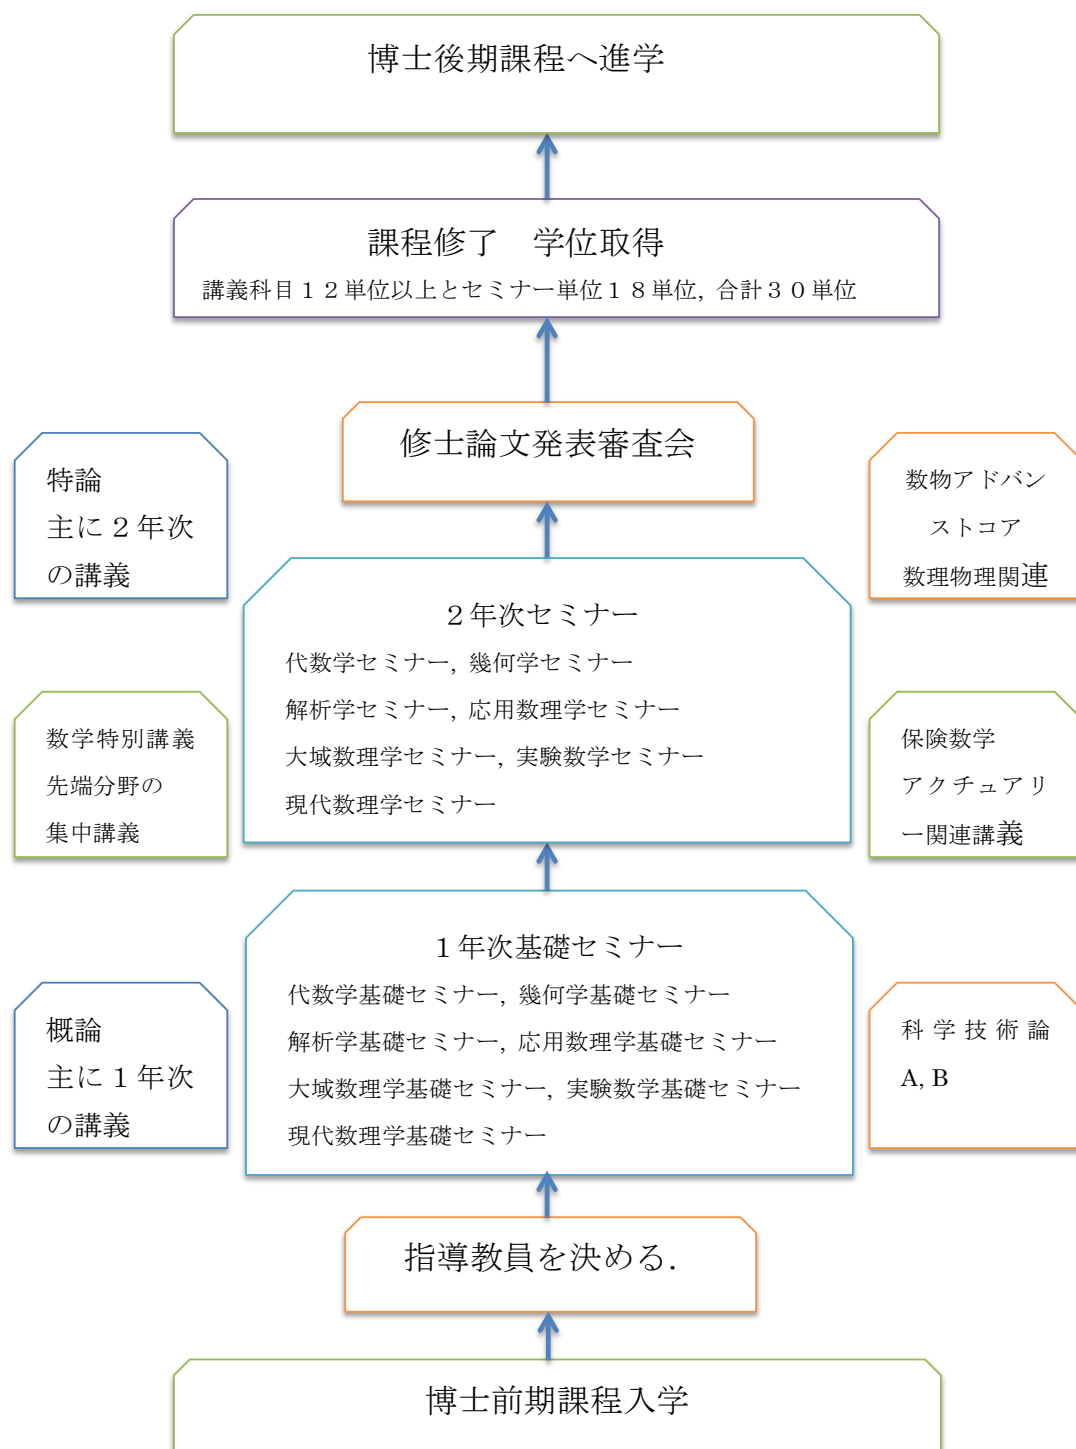 博士後期課程へ進学
課程修了　学位取得
講義科目１２単位以上とセミナー単位１８単位, 合計３０単位
修士論文発表審査会
特論
主に２年次
の講義
数物アドバン
ストコア
数理物理関連
２年次セミナー
代数学セミナー, 幾何学セミナー
解析学セミナー, 応用数理学セミナー
大域数理学セミナー, 実験数学セミナー
現代数理学セミナー
数学特別講義
先端分野の
集中講義
保険数学
アクチュアリ
ー関連講義
１年次基礎セミナー
代数学基礎セミナー, 幾何学基礎セミナー
解析学基礎セミナー, 応用数理学基礎セミナー
大域数理学基礎セミナー, 実験数学基礎セミナー
現代数理学基礎セミナー
概論
主に１年次
の講義
科学技術論
A, B
指導教員を決める.
博士前期課程入学